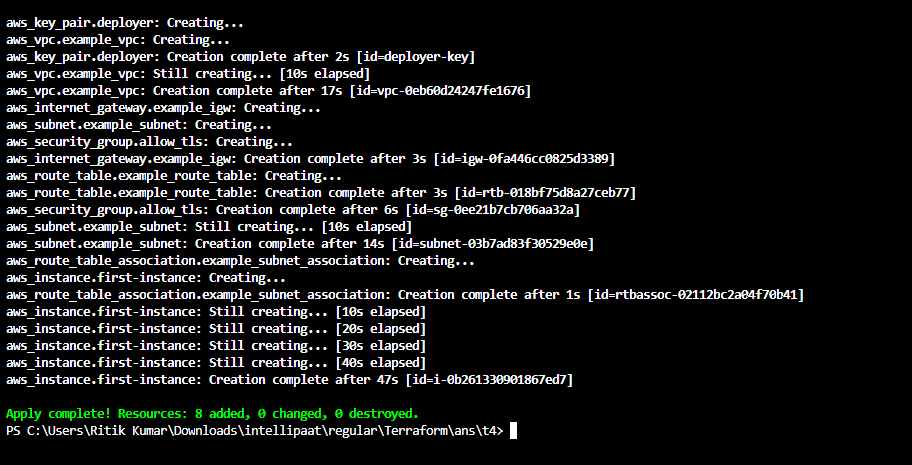 aws_key_pair.deployer: Creating...
aws_vpc.example_vpc: Creating...
aws_key_pair.deployer: Creation complete after 2s [id=deployer-key]
aws_vpc.example_vpc: Still creating... [10s elapsed]
aws_vpc.example_vpc: Creation complete after 17s [id=vpc-0eb60d24247fe1676]
aws_internet_gateway.example_igw: Creating...
aws_subnet.example_subnet: Creating...
aws_security_group.allow_tls: Creating...
aws_internet_gateway.example_igw: Creation complete after 3s [id=igw-0fa446cc0825d3389]
aws_route_table.example_route_table: Creating...
aws_route_table.example_route_table: Creation complete after 3s [id=rtb-018bf75d8a27ceb77]
aws_security_group.allow_tls: Creation complete after 6s [id=sg-0ee21b7cb706aa32a]
aws_subnet.example_subnet: Still creating... [10s elapsed]
aws_subnet.example_subnet: Creation complete after 14s [id=subnet-03b7ad83f30529e0e]
aws_route_table_association.example_subnet_association: Creating...
aws_instance.first-instance: Creating...
aws_route_table_association.example_subnet_association: Creation complete after 1s [id=rtbassoc-02112bc2a04f70b41]
aws_instance.first-instance: Still creating... [10s elapsed]
aws_instance.first-instance: Still creating... [20s elapsed]
aws_instance.first-instance: Still creating... [30s elapsed]
aws_instance.first-instance: Still creating... [40s elapsed]
aws_instance.first-instance: Creation complete after 47s [id=i-0b261330901867ed7]
Apply complete! Resources: 8 added, 0 changed, 0 destroyed.
PS C:\Users\Ritik Kumar\Downloads\intellipaat\regular\Terraform\ans\t4>